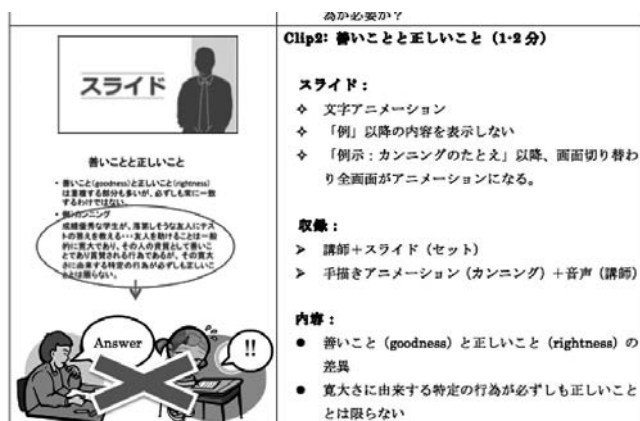 為が必要か?
スライド
善いことと正しいこと
• 善いこと(goodness)と正しいこと(rightness)
は重複する部分も多いが、必ずしも常に一致
するわけではない。
• 例)カンニング
成績優秀な学生が、落第しそうな友人にテス
トの答えを教える・・・友人を助けることは一般
的に寛大であり、その人の資質として善いこ
とであり賞賛される行為であるが、その寛大
さに由来する特定の行為が必ずしも正しいこ
とは限らない。
Answer
!!
Clip2: 善いことと正しいこと(1-2 分)
スライド:
✧ 文字アニメーション
✧ 「例」以降の内容を表示しない
✧ 「例示:カンニングのたとえ」以降、画面切り替わ
り全画面がアニメーションになる。
収録:
➢ 講師+スライド(セット)
➢ 手描きアニメーション(カンニング)+音声(講師)
内容:
● 善いこと(goodness)と正しいこと(rightness)の
差異
● 寛大さに由来する特定の行為が必ずしも正しいこと
とは限らない